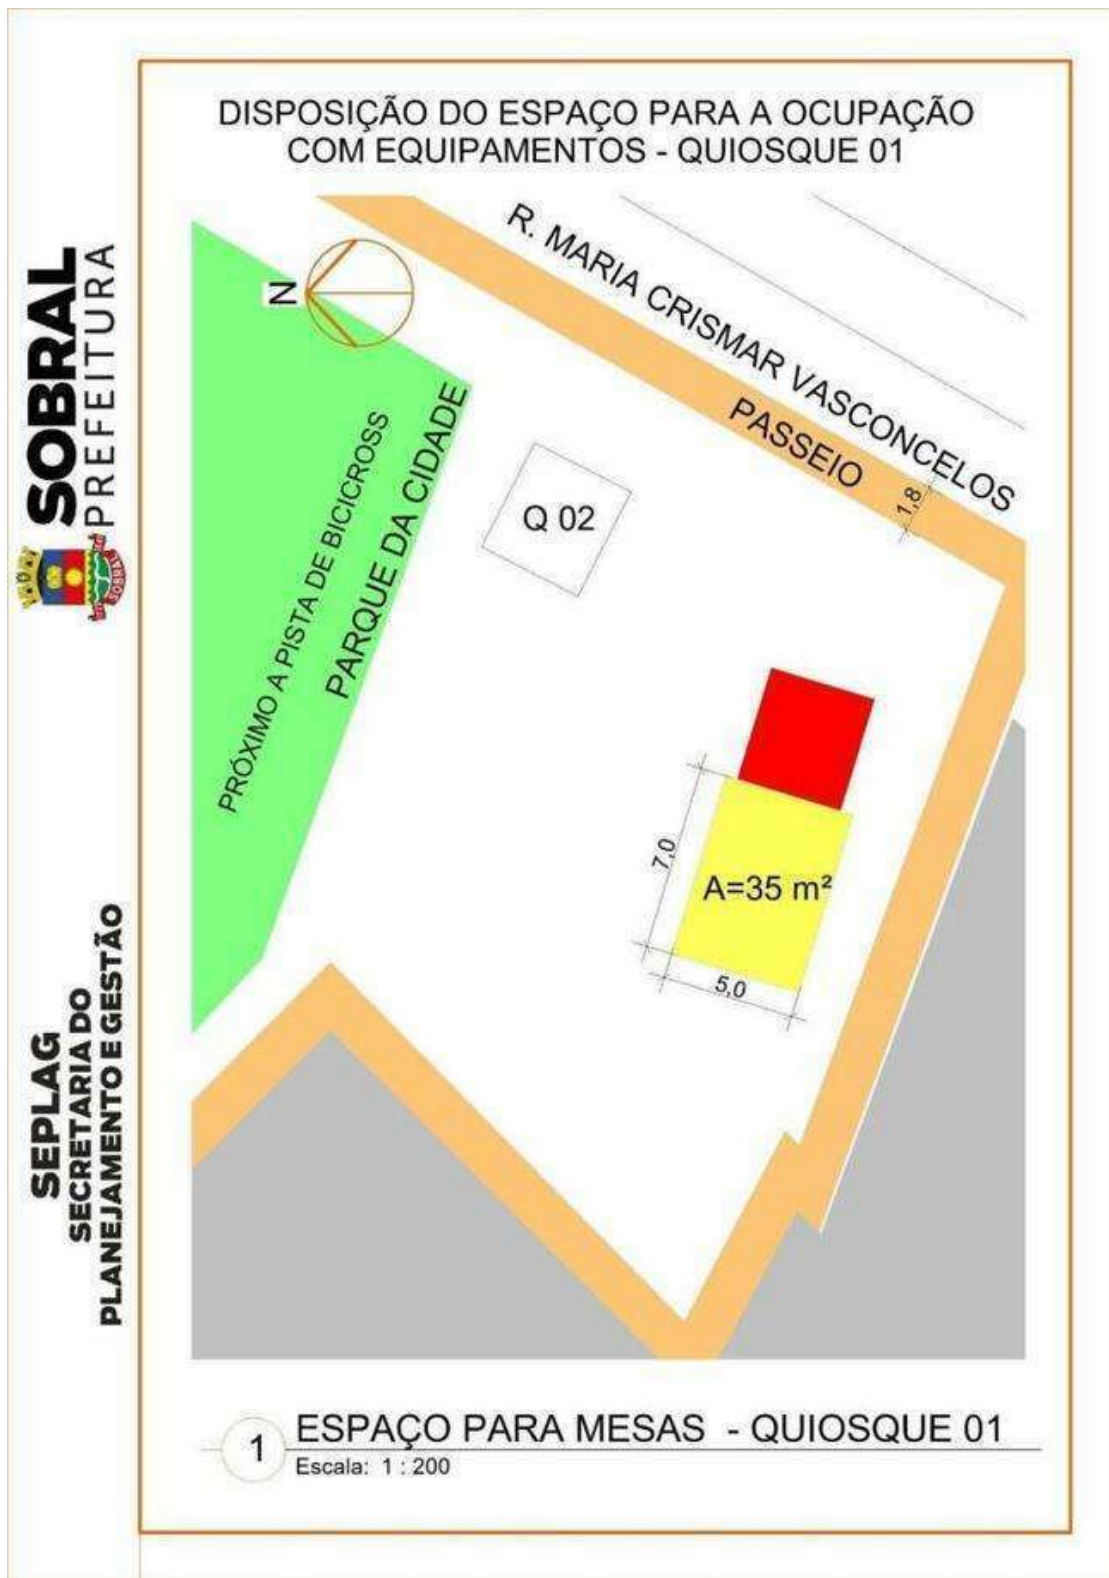 DISPOSIÇÃO DO ESPAÇO PARA A OCUPAÇÃO
COM EQUIPAMENTOS - QUIOSQUE 01
SOBRAL
PREFEITURA
SOBRAL
SEPLAG
SECRETARIA DO
PLANEJAMENTO E GESTÃO
N
R. MARIA CRISMAR VASCONCELOS
PASSEIO
1,8
PRÓXIMO A PISTA DE BICICROSS
PARQUE DA CIDADE
Q 02
7,0
A=35 m²
5,0
1
ESPAÇO PARA MESAS - QUIOSQUE 01
Escala: 1 : 200